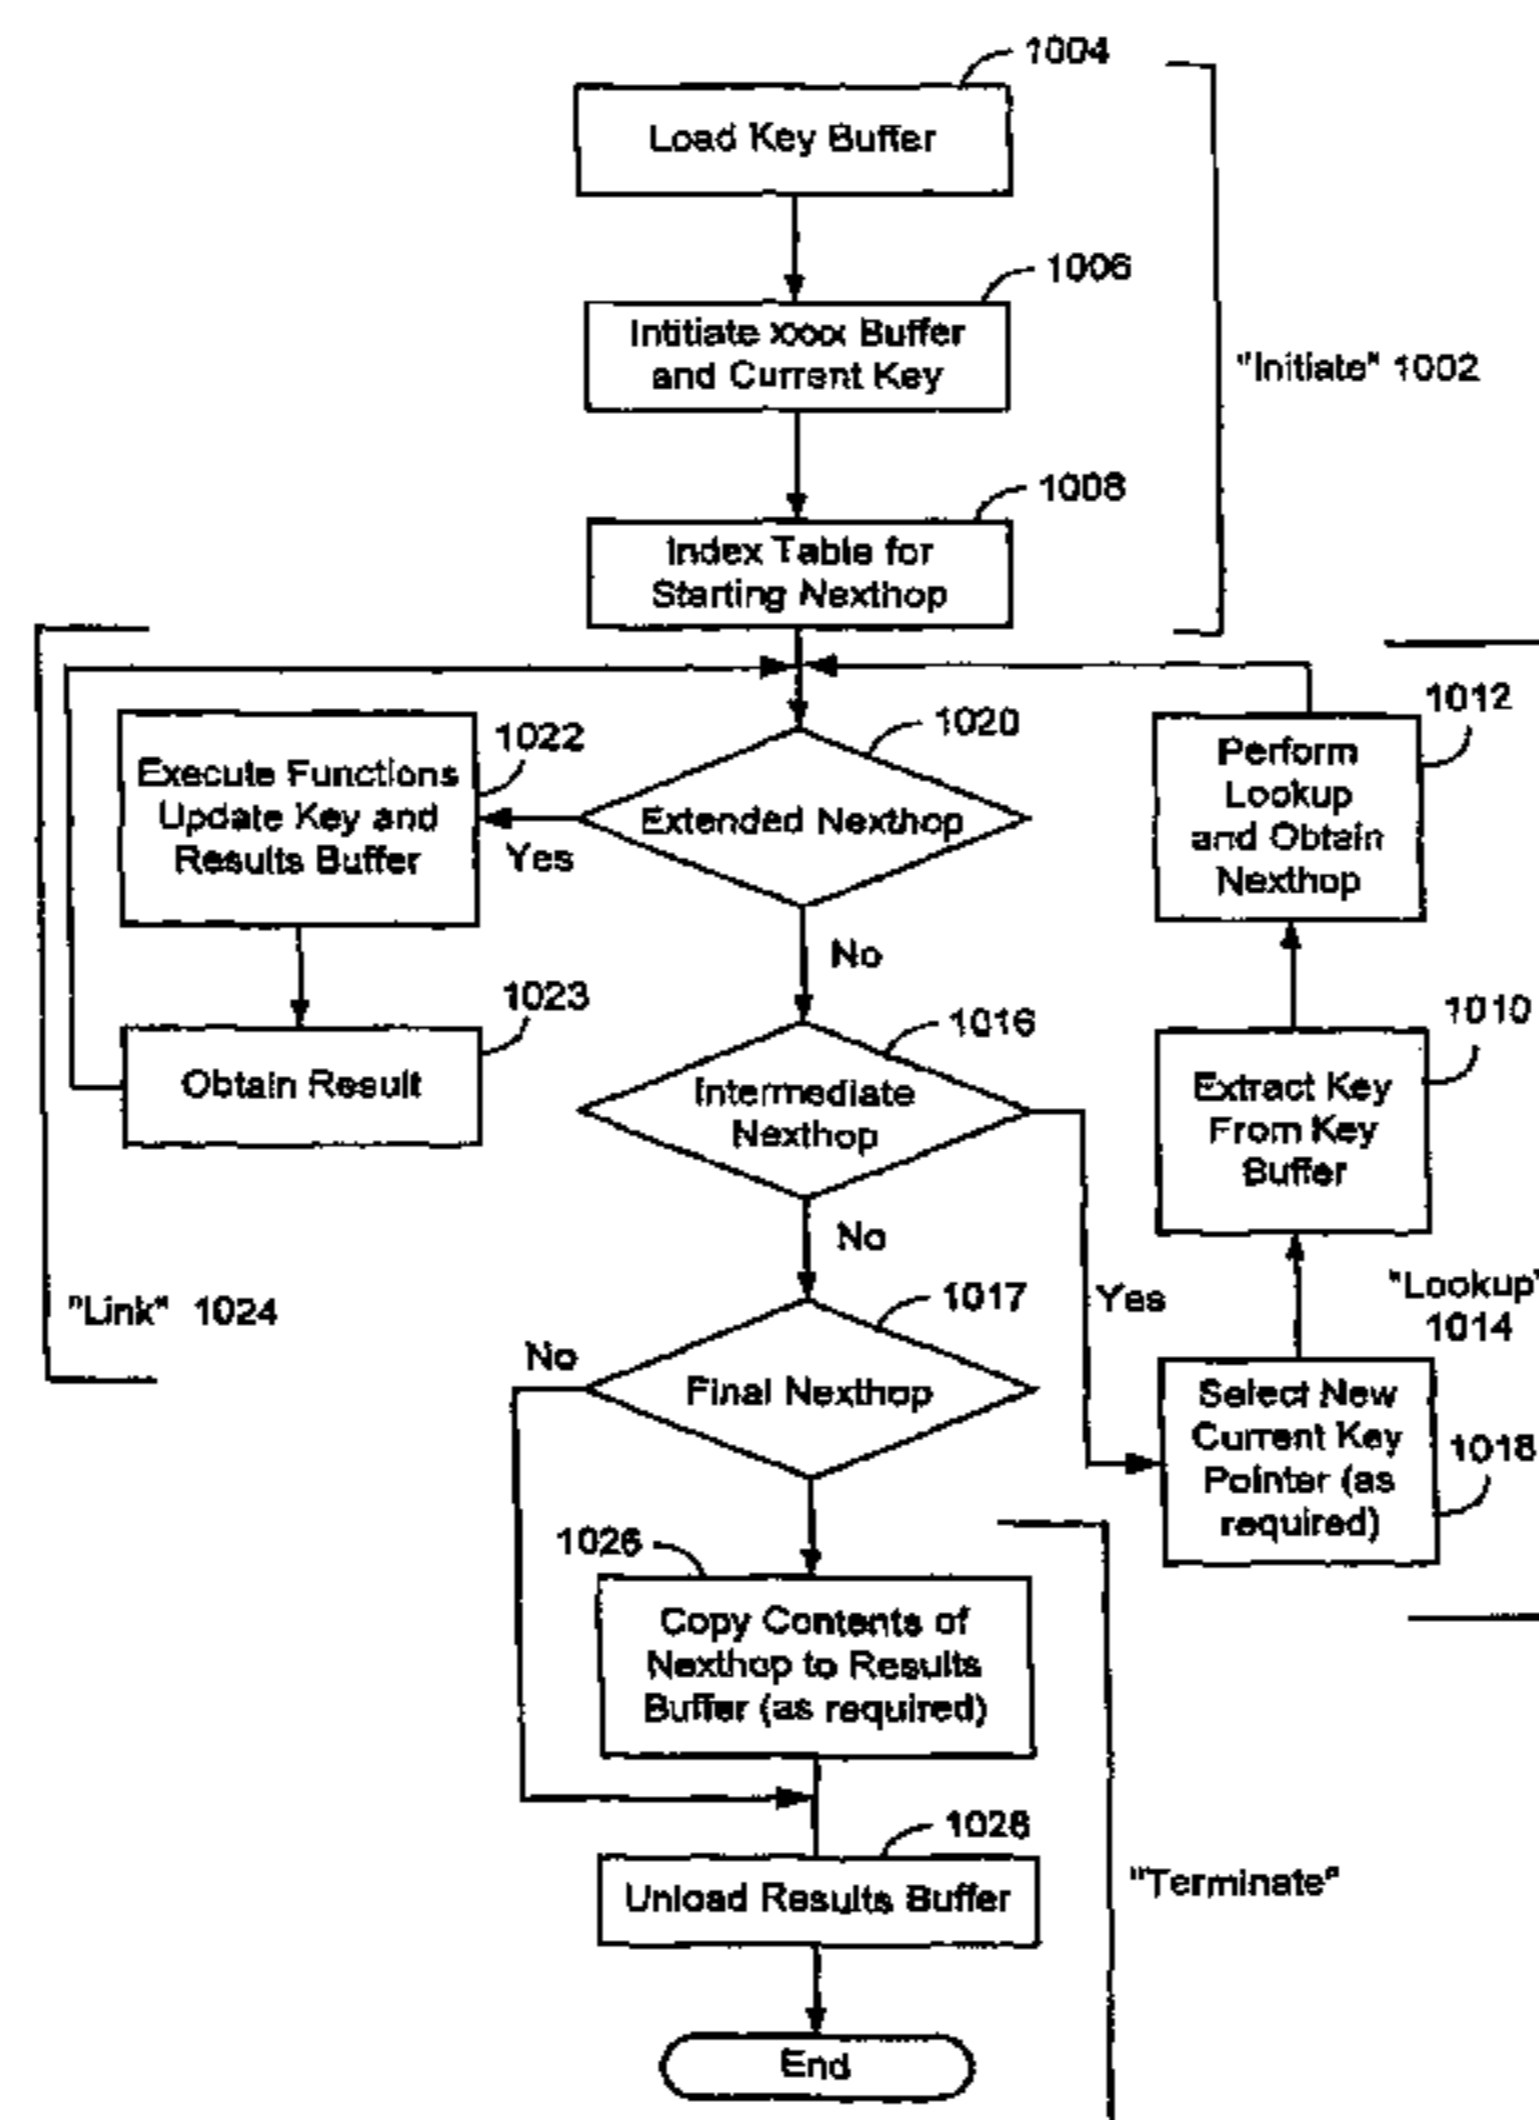 1004
Load Key Buffer
1006
Intitiate xxxx Buffer
and Current Key
"Initiate" 1002
1008
Index Table for
Starting Nexthop
1012
1020
1022
Perform
Lookup
and Obtain
Nexthop
Execute Functions
Update Key and
Results Buffer
Extended Nexthop
Yes
No
1023
1016
1010
Obtain Result
Intermediate
Nexthop
Extract Key
From Key
Buffer
No
"Link" 1024
1017
Yes
"Lookup"
1014
No
Final Nexthop
Select New
Current Key
Pointer (as
required)
1018
1026
Copy Contents of
Nexthop to Results
Buffer (as required)
1028
Unload Results Buffer
"Terminate"
End